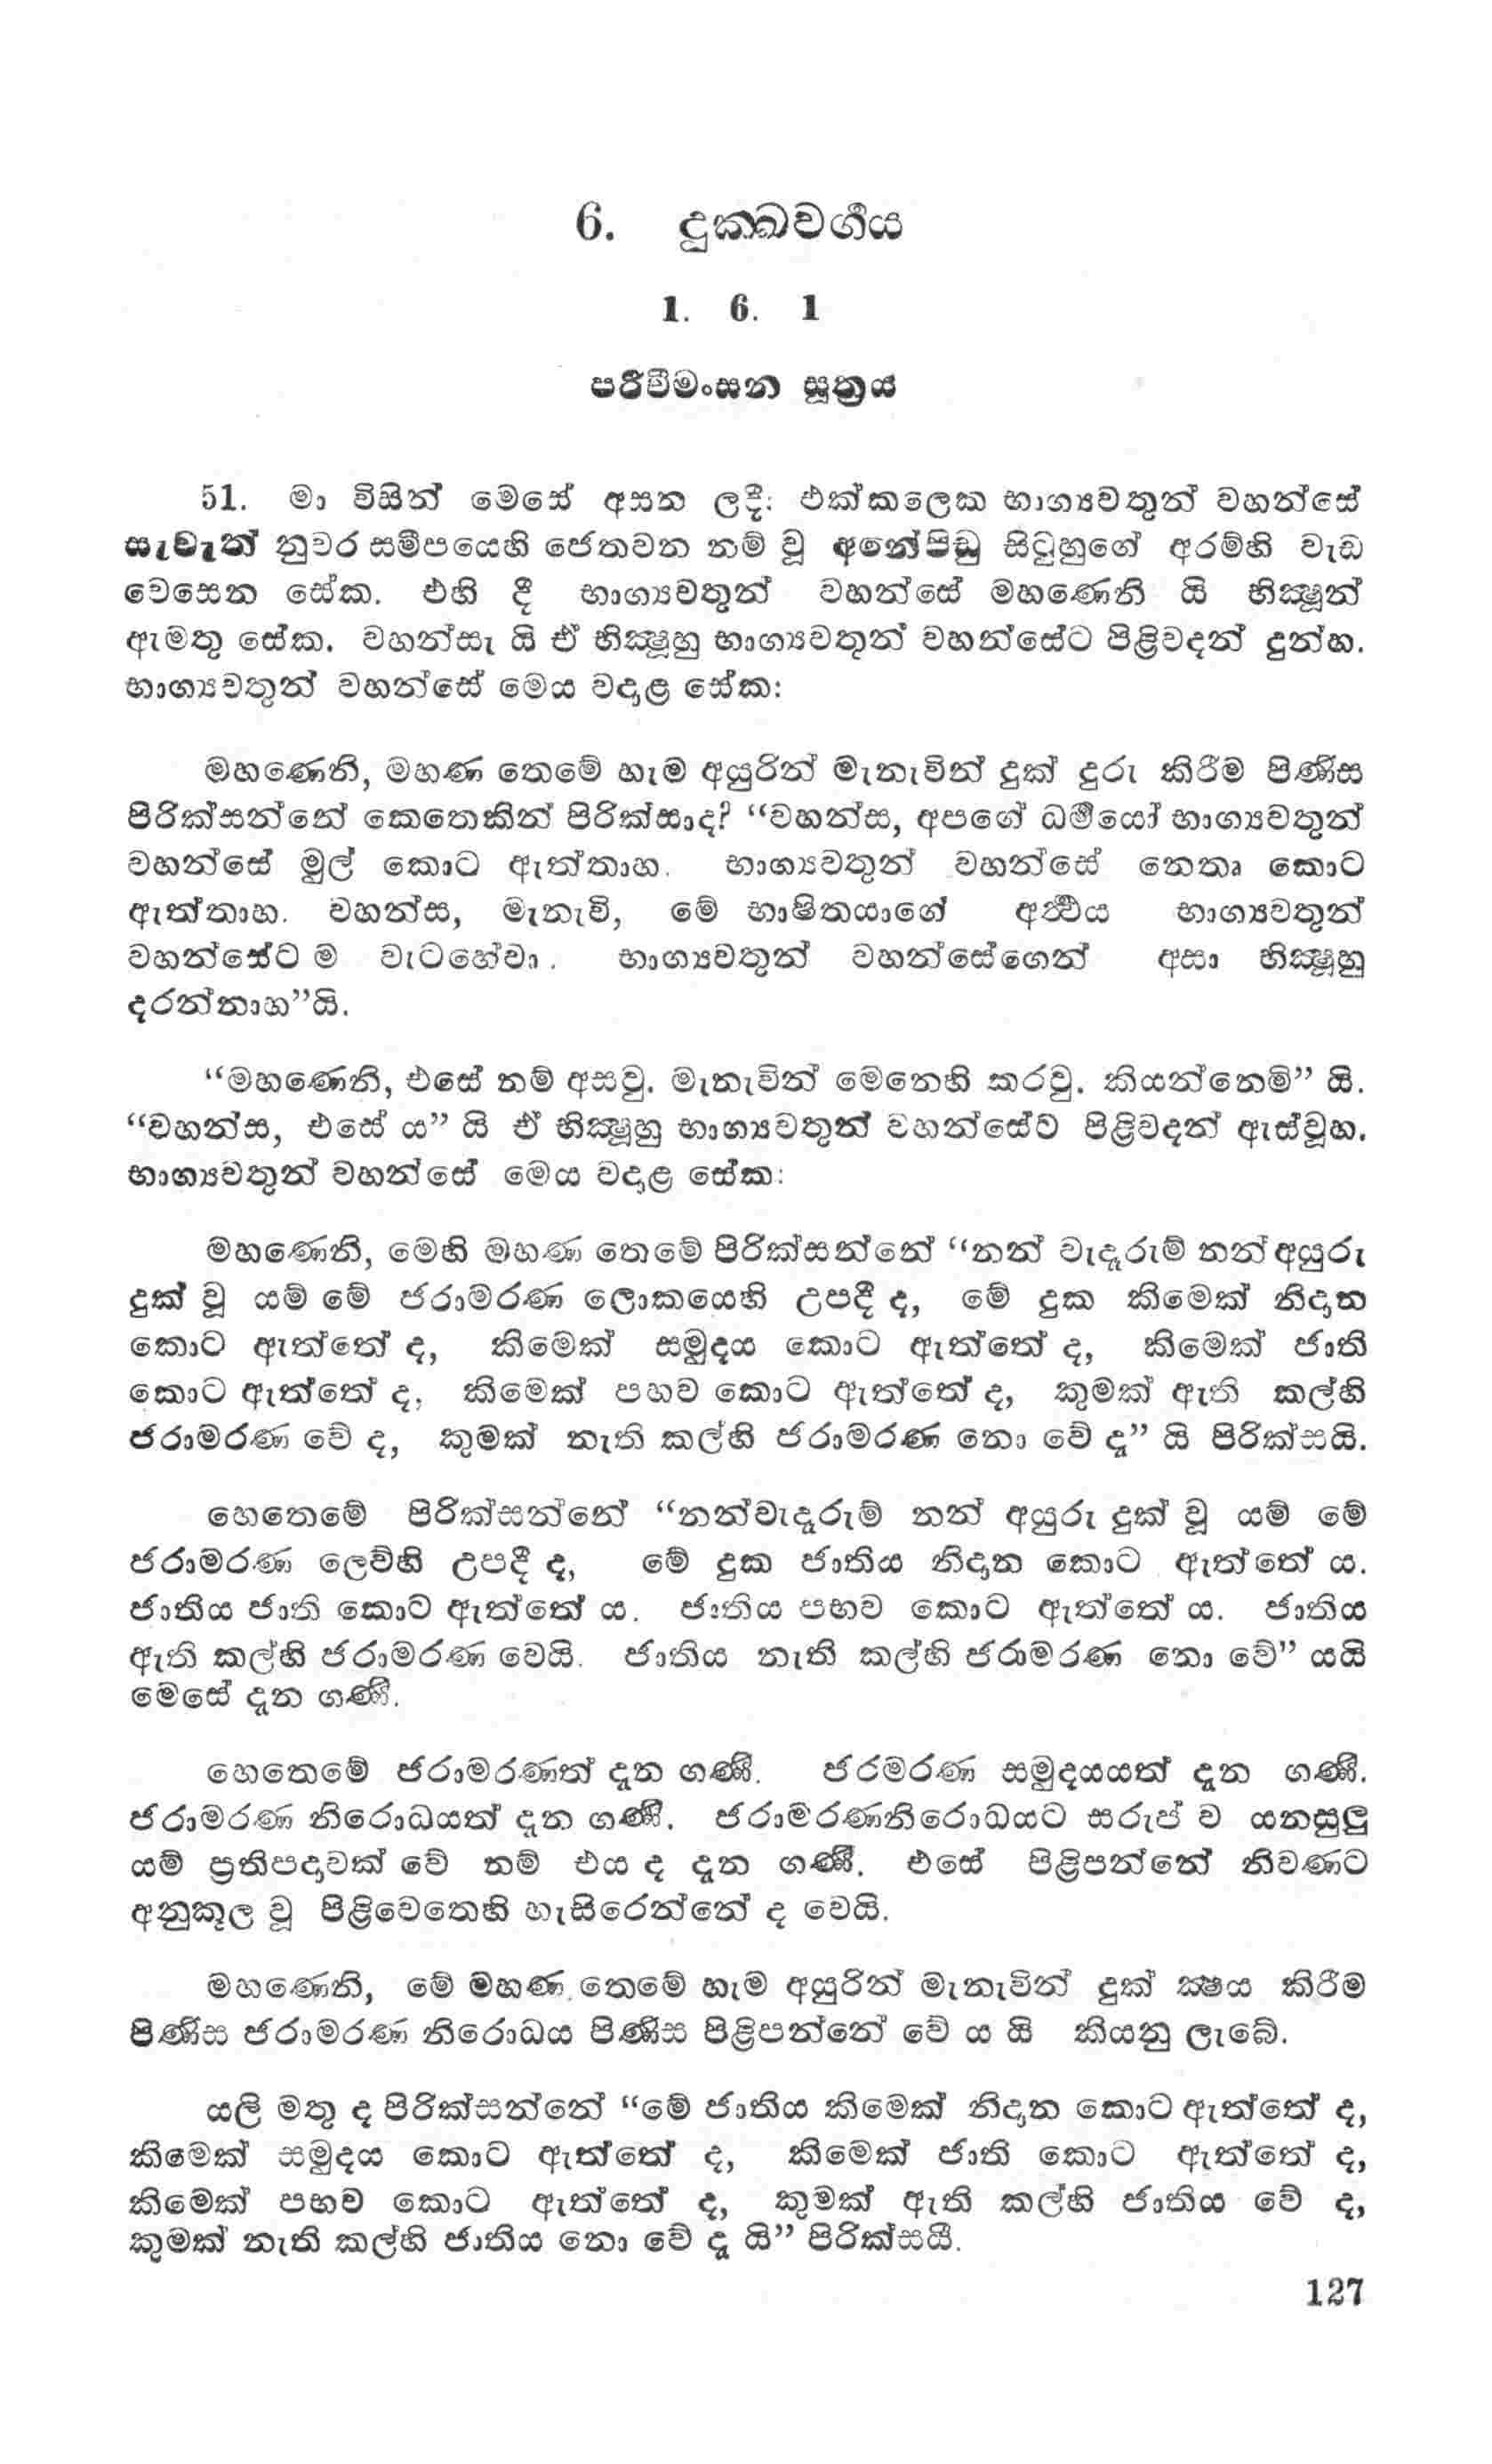 6. දුක්ඛවර්ගය
1. 6. 1
පරිවීමංසන සූත්‍රය
51. මා විසින් මෙසේ අසන ලදී: එක්කලෙක භාග්‍යවතුන් වහන්සේ
සැවැත් නුවර සමීපයෙහි ජේතවන නම් වූ අනේපිඬු සිටුහුගේ අරම්හි වැඩ
වෙසෙන සේක. එහි දී භාග්‍යවතුන් වහන්සේ මහණෙනි යි භික්‍ෂූන්
ඇමතු සේක. වහන්සැ යි ඒ භික්‍ෂූහු භාග්‍යවතුන් වහන්සේට පිළිවදන් දුන්හ.
භාග්‍යවතුන් වහන්සේ මෙය වදාළ සේක:
මහණෙනි, මහණ තෙමේ හැම අයුරින් මැනැවින් දුක් දුරු කිරීම පිණිස
පිරික්සන්නේ කෙතෙකින් පිරික්සාද? “වහන්ස, අපගේ ධර්මයෝ භාග්‍යවතුන්
වහන්සේ මුල් කොට ඇත්තාහ. භාග්‍යවතුන් වහන්සේ නෙතෘ කොට
ඇත්තාහ. වහන්ස, මැනැවි, මේ භාෂිතයාගේ අර්‍ත්‍ථය භාග්‍යවතුන්
වහන්සේට ම වැටහේවා. භාග්‍යවතුන් වහන්සේගෙන් අසා භික්‍ෂූහු
දරන්නාහ”යි.
“මහණෙනි, එසේ නම් අසවු. මැනැවින් මෙනෙහි කරවු. කියන්නෙමි” යි.
“වහන්ස, එසේ ය” යි ඒ භික්‍ෂූහු භාග්‍යවතුන් වහන්සේට පිළිවදන් ඇස්වූහ.
භාග්‍යවතුන් වහන්සේ මෙය වදාළ සේක:
මහණෙනි, මෙහි මහණ තෙමේ පිරික්සන්නේ “නන් වැදෑරුම් නන් අයුරු
දුක් වූ යම් මේ ජරාමරණ ලොකයෙහි උපදී ද, මේ දුක කිමෙක් නිදාන
කොට ඇත්තේ ද, කිමෙක් සමුදය කොට ඇත්තේ ද, කිමෙක් ජාති
කොට ඇත්තේ ද, කිමෙක් පහව කොට ඇත්තේ ද, කුමක් ඇති කල්හි
ජරාමරණ වේ ද, කුමක් නැති කල්හි ජරාමරණ නො වේ දැ” යි පිරික්සයි.
හෙතෙමේ පිරික්සන්නේ “නන්වැදෑරුම් නන් අයුරු දුක් වූ යම් මේ
ජරාමරණ ලෙව්හි උපදී ද, මේ දුක ජාතිය නිදාන කොට ඇත්තේ ය.
ජාතිය ජාති කොට ඇත්තේ ය. ජාතිය පභව කොට ඇත්තේ ය. ජාතිය
ඇති කල්හි ජරාමරණ වෙයි. ජාතිය නැති කල්හි ජරාමරණ නො වේ” යයි
මෙසේ දැන ගණී.
හෙතෙමේ ජරාමරණත් දැන ගණී. ජරමරණ සමුදයයත් දැන ගණී.
ජරාමරණ නිරොධයත් දැන ගණී. ජරාමරණනිරොධයට සරුප් ව යනසුලු
යම් ප්‍රතිපදාවක් වේ නම් එය ද දැන ගණී. එසේ පිළිපන්නේ නිවණට
අනුකූල වූ පිළිවෙතෙහි හැසිරෙන්නේ ද වෙයි.
මහණෙනි, මේ මහණ තෙමේ හැම අයුරින් මැනැවින් දුක් ක්‍ෂය කිරීම
පිණිස ජරාමරණ නිරොධය පිණිස පිළිපන්නේ වේ ය යි කියනු ලැබේ.
යලි මතු ද පිරික්සන්නේ “මේ ජාතිය කිමෙක් නිදාන කොට ඇත්තේ ද,
කිමෙක් සමුදය කොට ඇත්තේ ද, කිමෙක් ජාති කොට ඇත්තේ ද,
කිමෙක් පභව කොට ඇත්තේ ද, කුමක් ඇති කල්හි ජාතිය වේ ද,
කුමක් නැති කල්හි ජාතිය නො වේ දැ යි” පිරික්සයී.
127